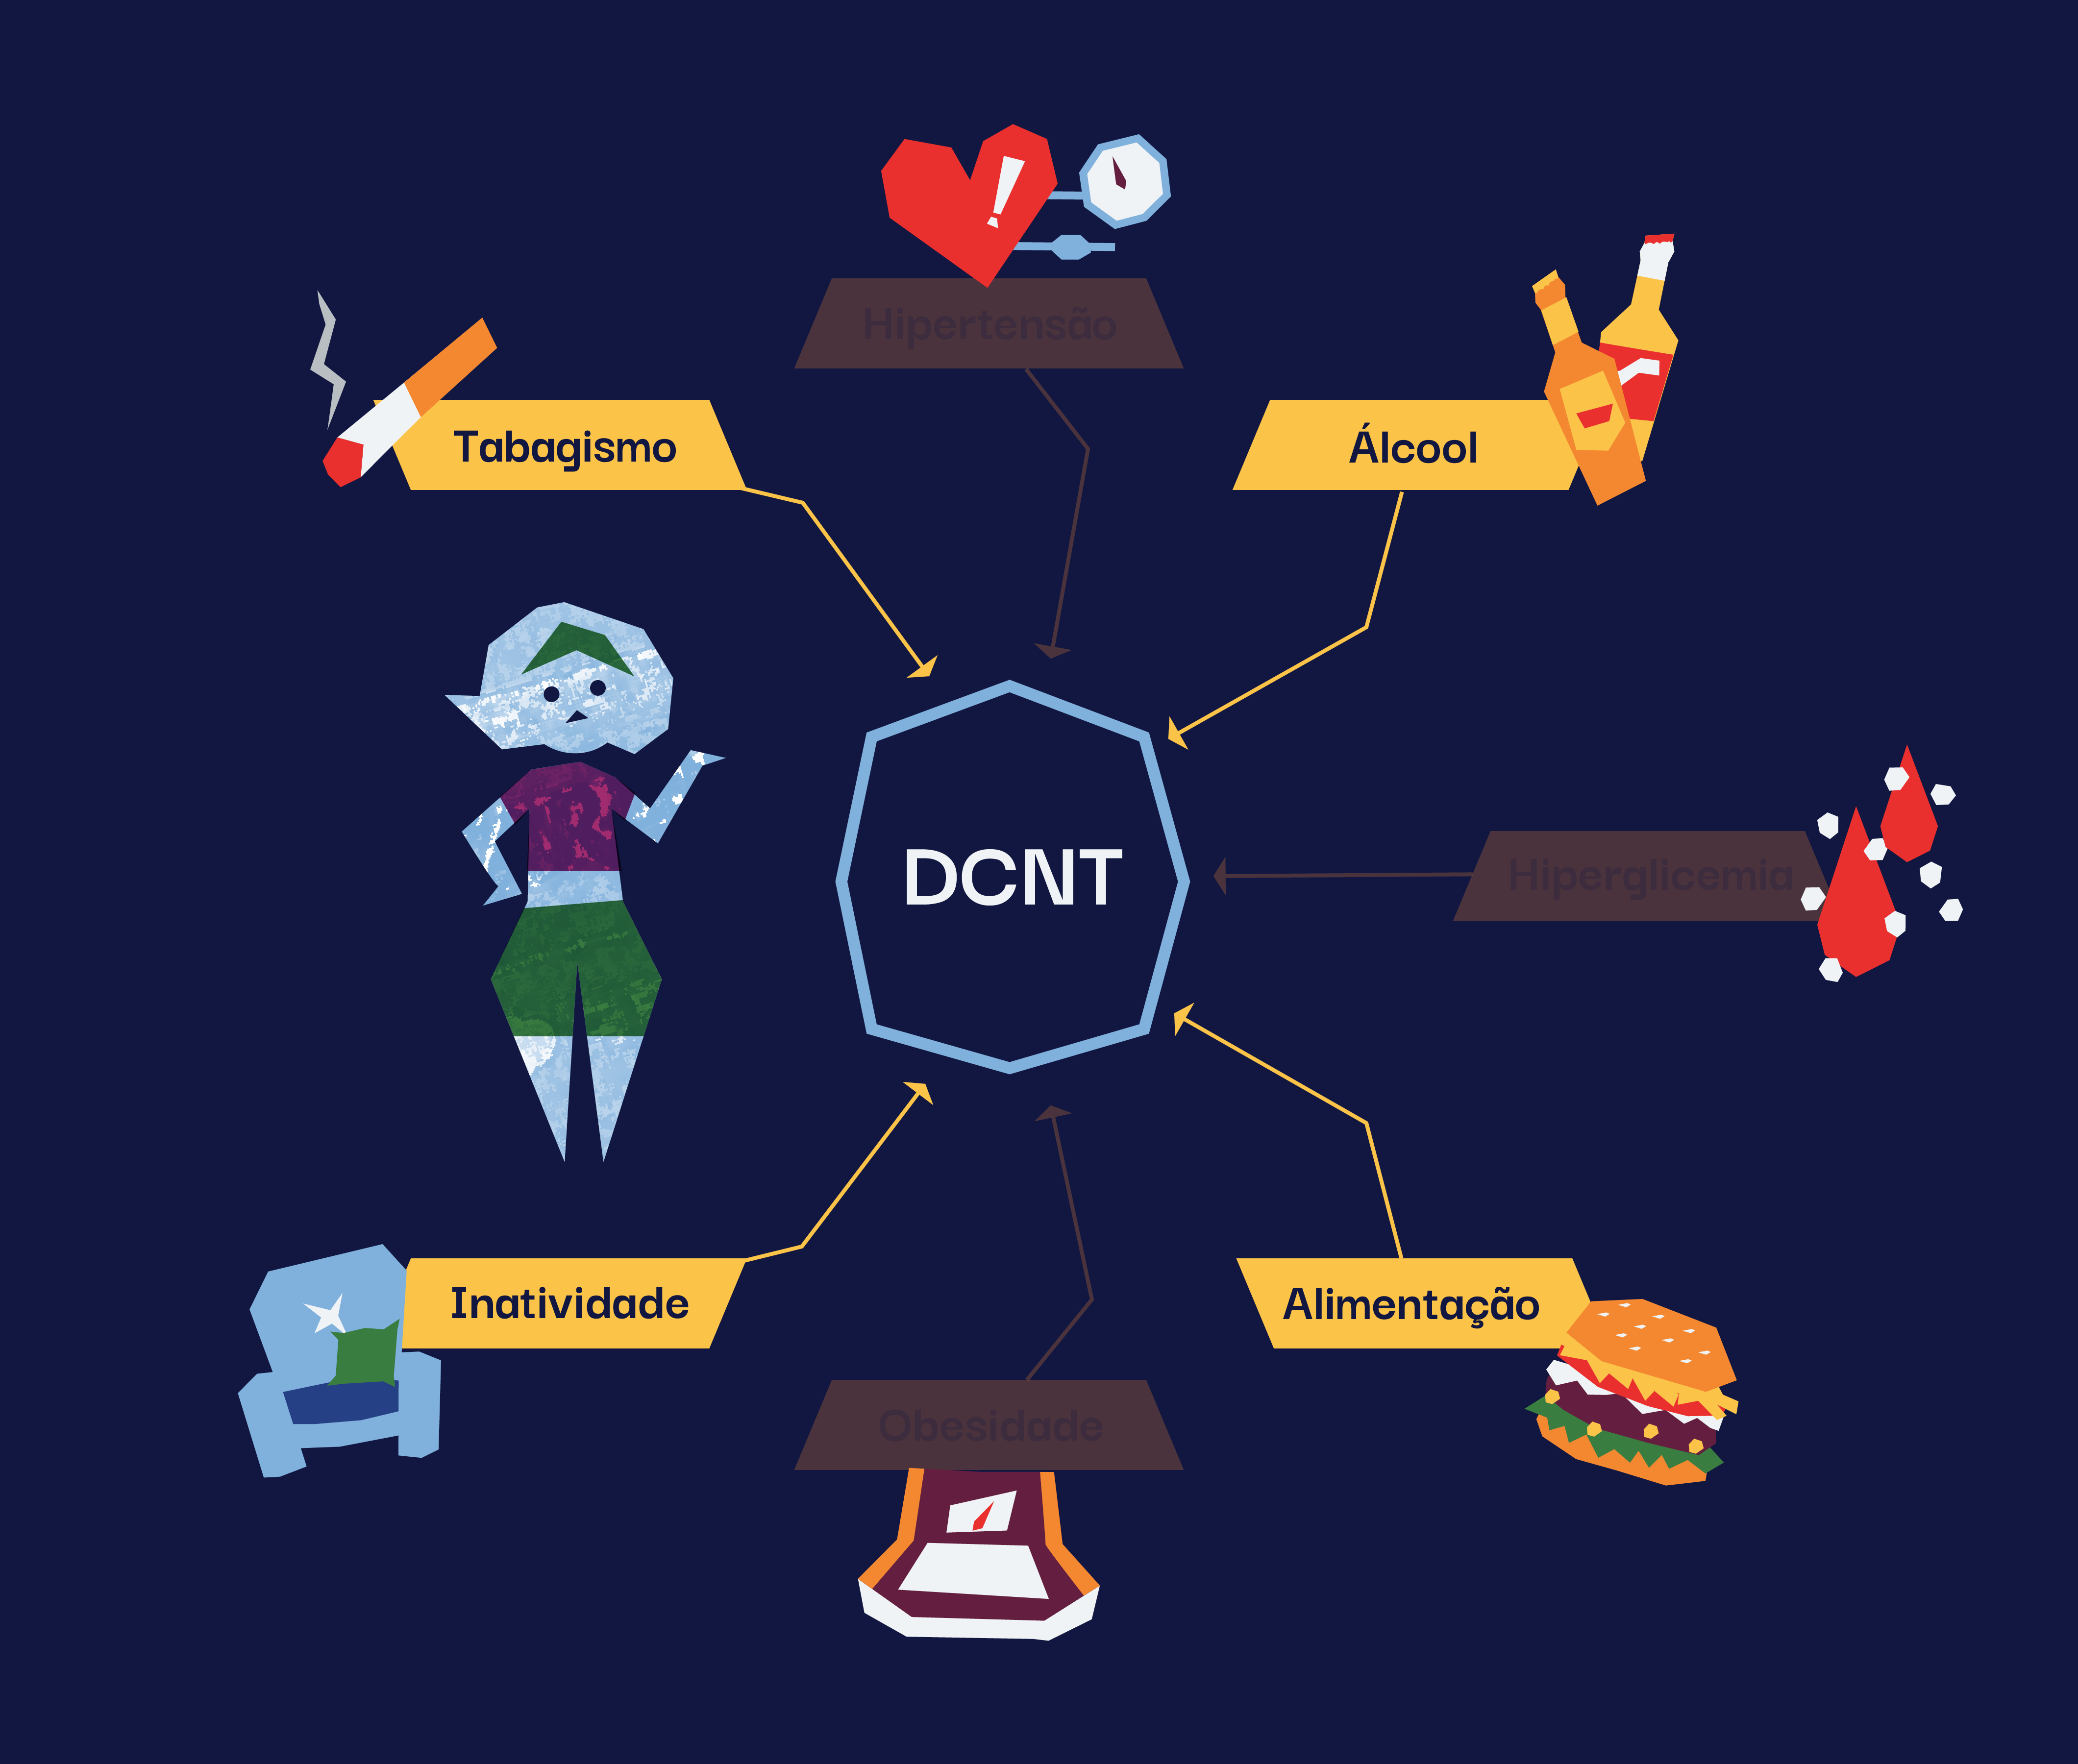 Hipertensão
Tabagismo
Álcool
DCNT
Hiperglicemia
Inatividade
Alimentação
Obesidade